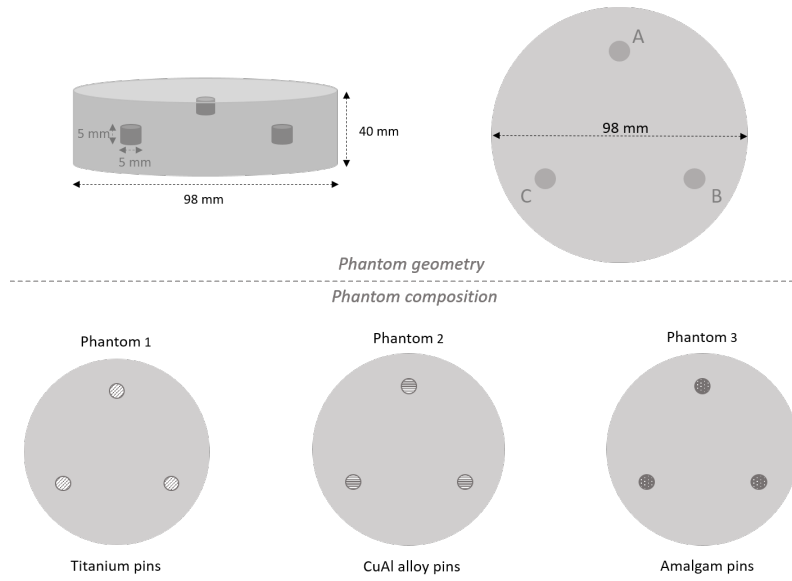 A
5 mm
5 mm
40 mm
98 mm
98 mm
C
B
Phantom geometry
Phantom composition
Phantom 1
Phantom 2
Phantom 3
Titanium pins
CuAl alloy pins
Amalgam pins